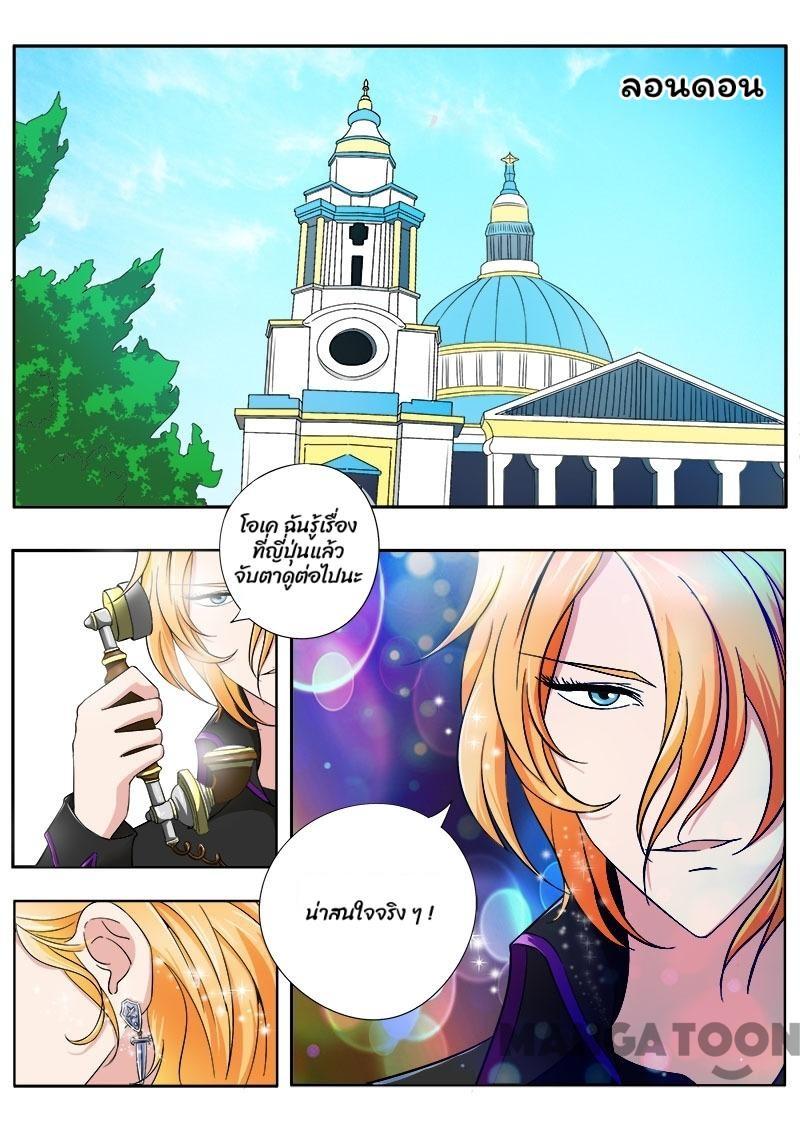 ลอนดอน
โอเค ฉันรู้เรื่อง
ที่ญี่ปุ่นแล้ว
จับตาดูต่อไปนะ
น่าสนใจจริง ๆ !
MANGATOON